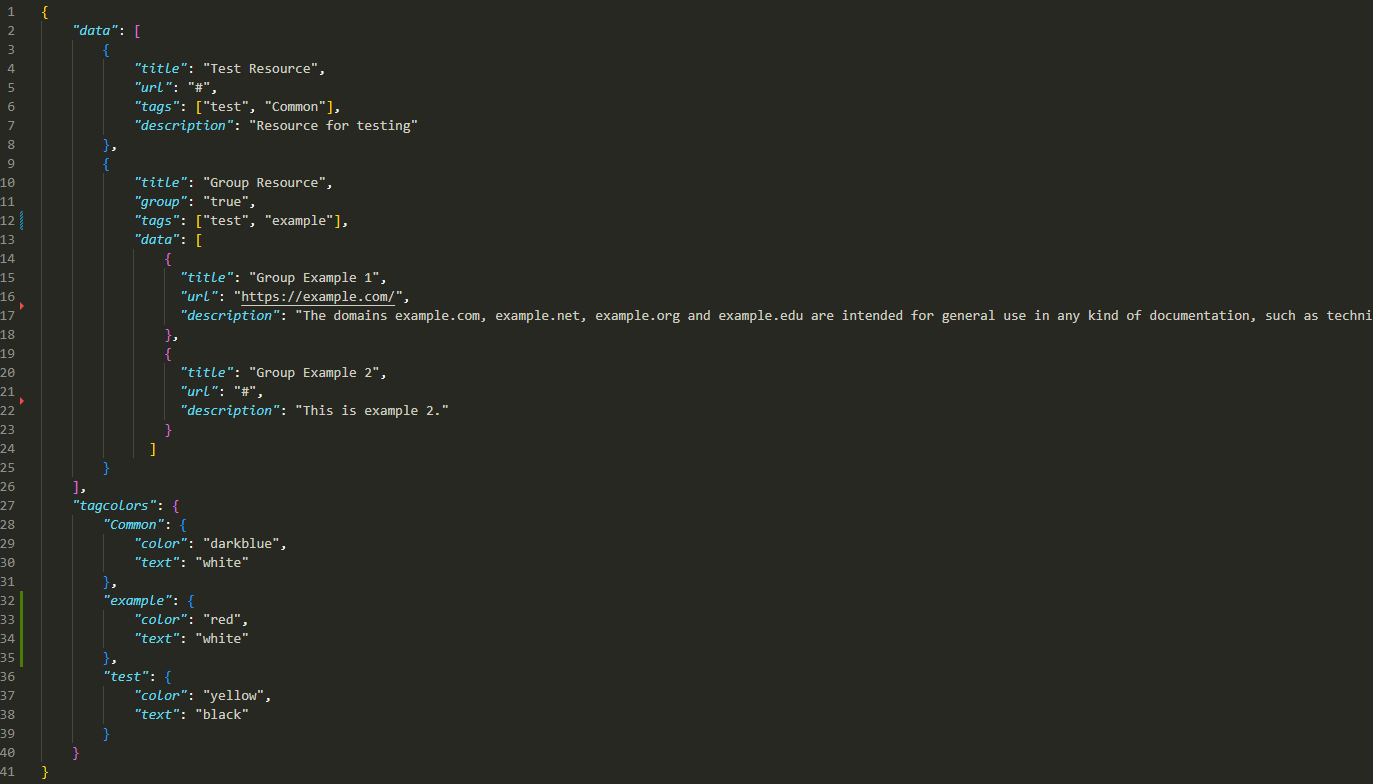 1 {
2     "data": [
3         {
4             "title": "Test Resource",
5             "url": "#",
6             "tags": ["test", "Common"],
7             "description": "Resource for testing"
8         },
9         {
10             "title": "Group Resource",
11             "group": "true",
12             "tags": ["test", "example"],
13             "data": [
14                 {
15                   "title": "Group Example 1",
16                   "url": "https://example.com/",
17                   "description": "The domains example.com, example.net, example.org and example.edu are intended for general use in any kind of documentation, such as techni
18                 },
19                 {
20                   "title": "Group Example 2",
21                   "url": "#",
22                   "description": "This is example 2."
23                 }
24               ]
25         }
26     ],
27     "tagcolors": {
28         "Common": {
29             "color": "darkblue",
30             "text": "white"
31         },
32         "example": {
33             "color": "red",
34             "text": "white"
35         },
36         "test": {
37             "color": "yellow",
38             "text": "black"
39         }
40     }
41 }